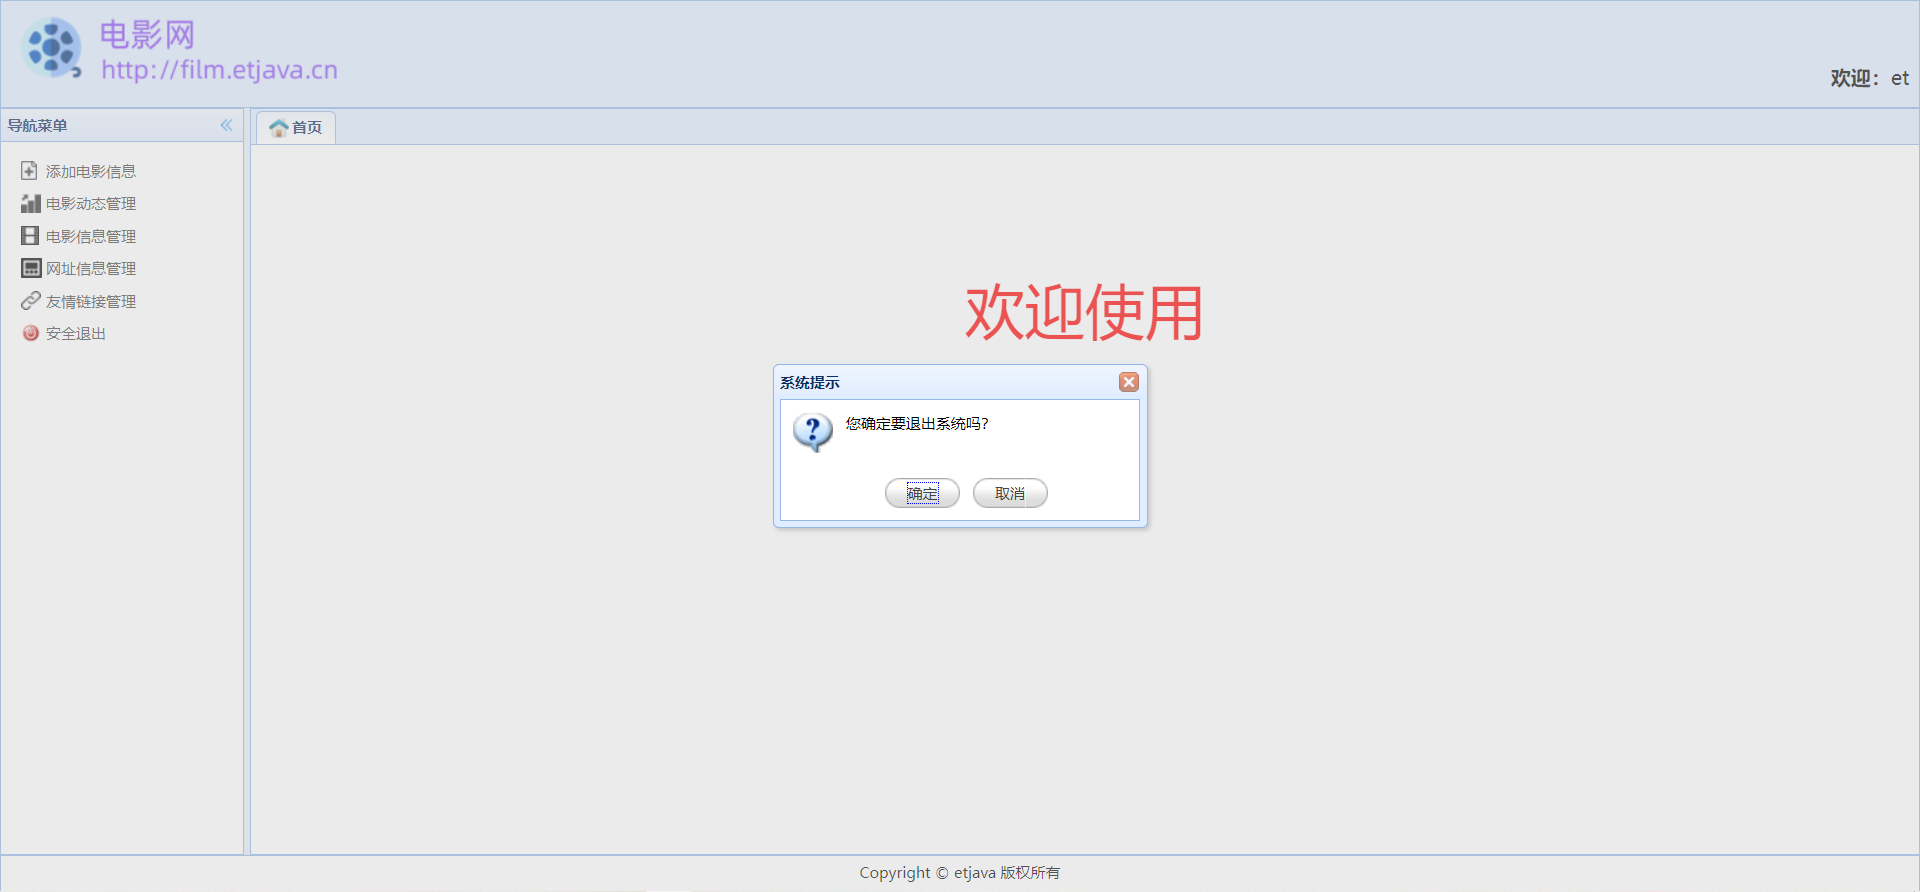 电影网
http://film.etjava.cn
欢迎：et
导航菜单
首页
添加电影信息
电影动态管理
电影信息管理
网址信息管理
友情链接管理
安全退出
欢迎使用
系统提示
您确定要退出系统吗?
确定 取消
Copyright © etjava 版权所有